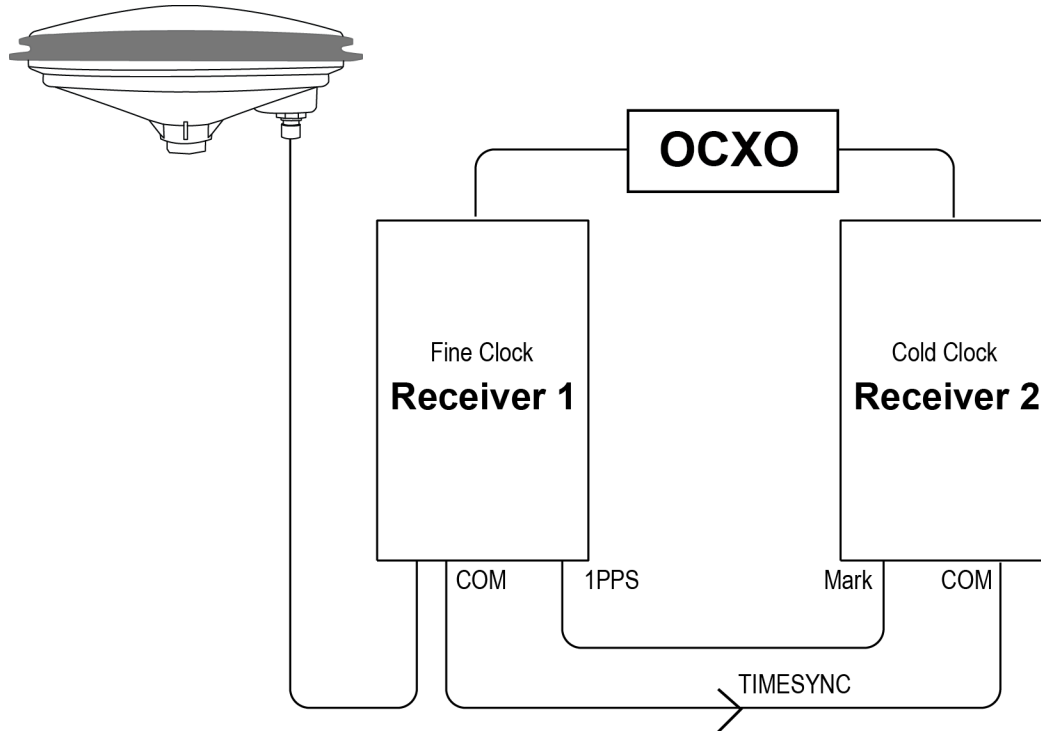 OCXO
Fine Clock
Receiver 1
Cold Clock
Receiver 2
COM
1PPS
Mark
COM
TIMESYNC